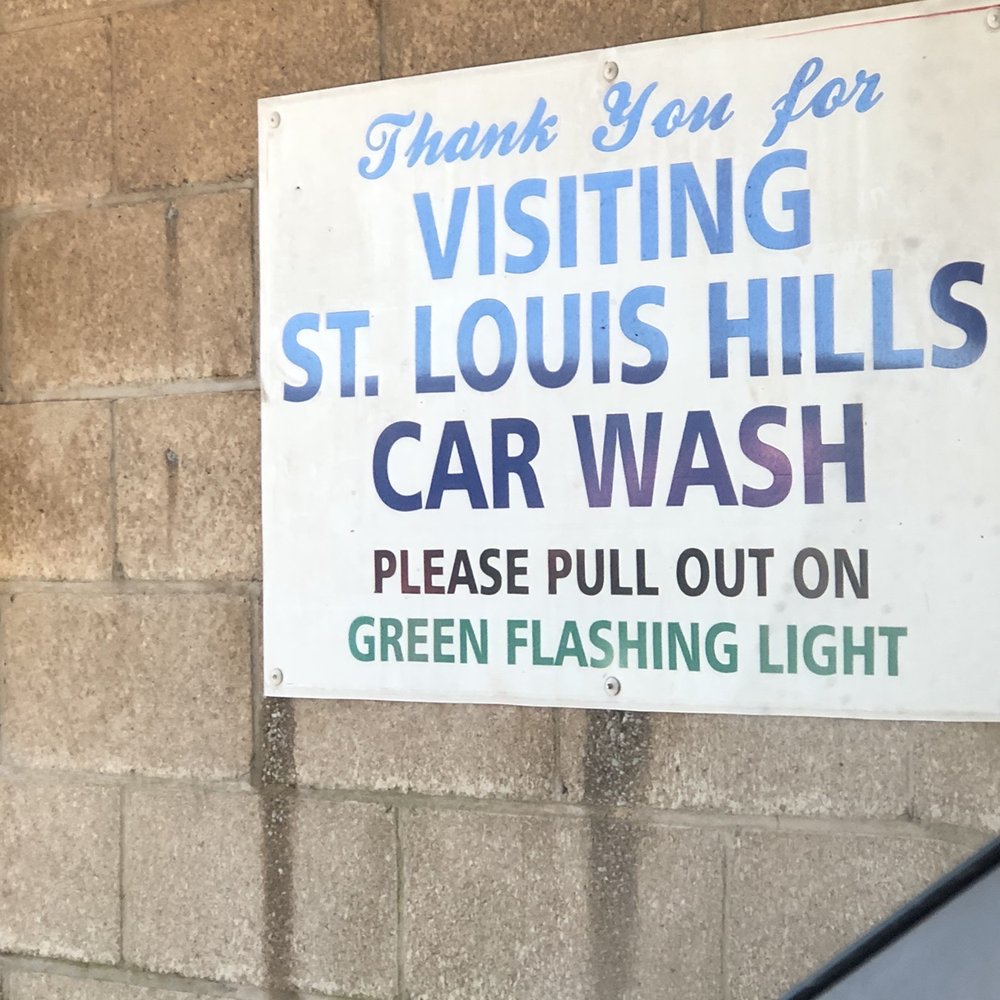 Thank You for
VISITING
ST. LOUIS HILLS
CAR WASH
PLEASE PULL OUT ON
GREEN FLASHING LIGHT